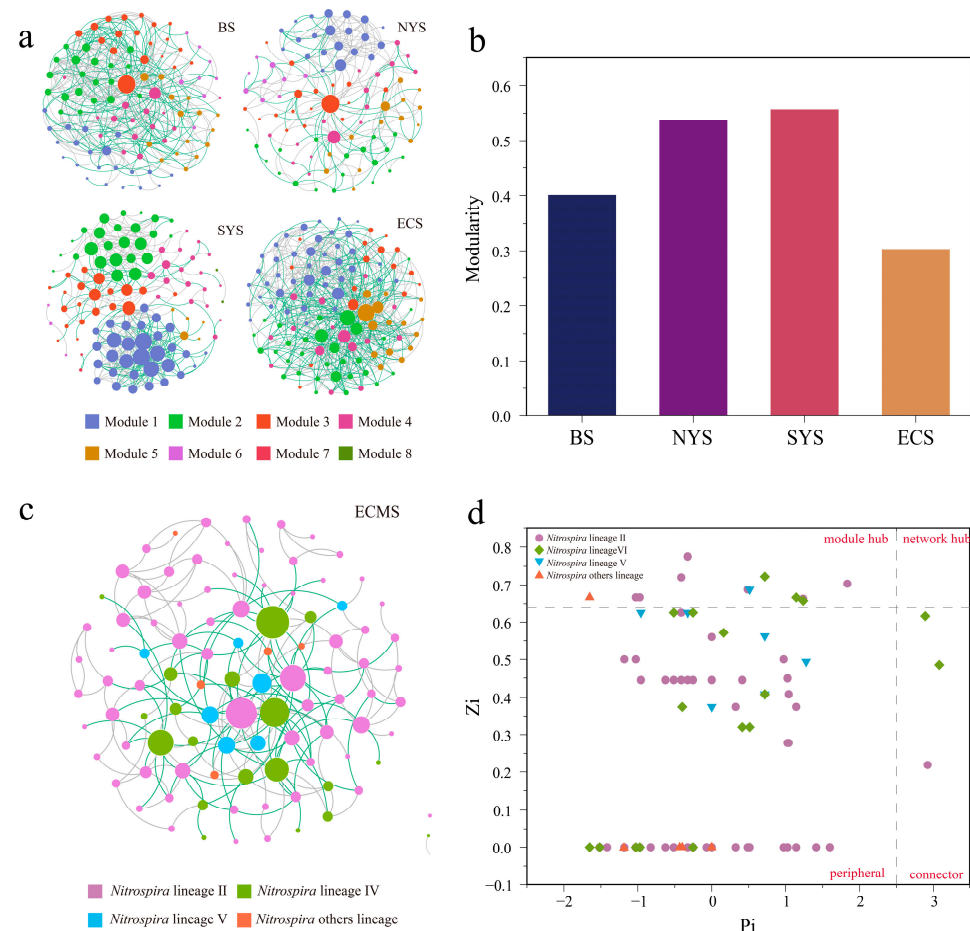 a
BS
NYS
SYS
ECS
Module 1
Module 2
Module 3
Module 4
Module 5
Module 6
Module 7
Module 8
b
Modularity
0.6
0.5
0.4
0.3
0.2
0.1
0.0
BS
NYS
SYS
ECS
c
ECMS
Nitrospira lineage II
Nitrospira lineage IV
Nitrospira lineagc V
Nitrospira others lineagc
d
Nitrospira lineage II
Nitrospira lineageVI
Nitrospira lineage V
Nitrospira others lineage
module hub
network hub
peripheral
connector
Zi
0.8
0.7
0.6
0.5
0.4
0.3
0.2
0.1
0.0
−0.1
−2
−1
0
1
2
3
Pi